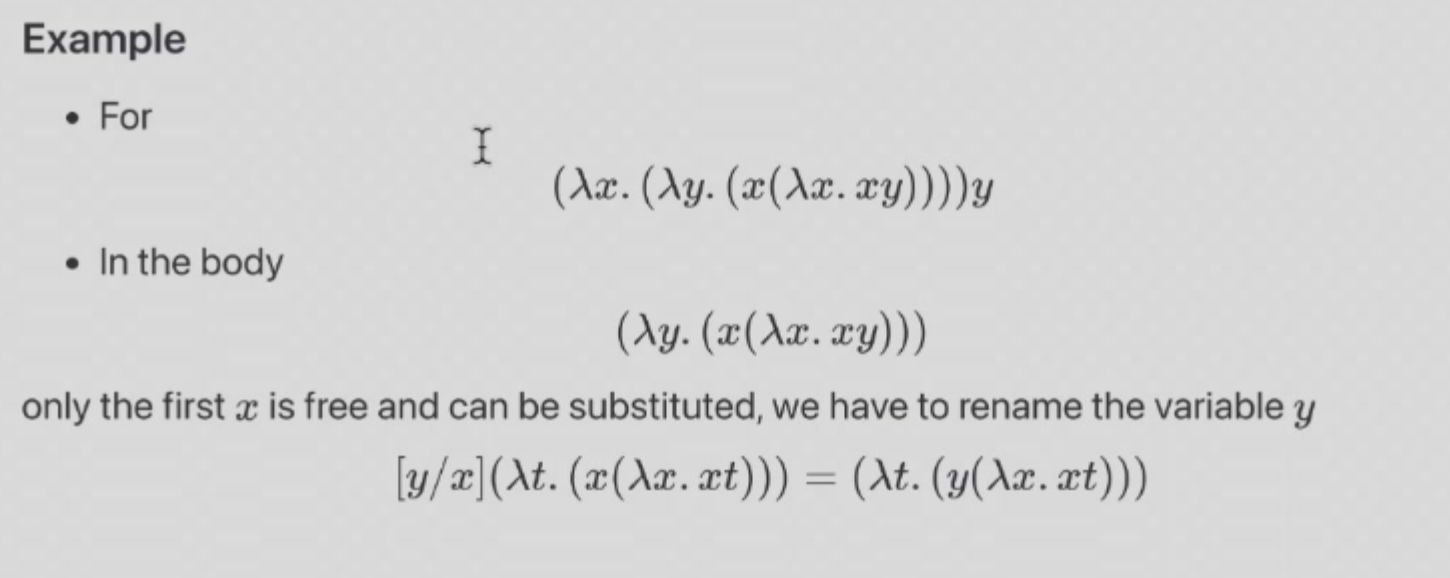 Example
• For
(λx. (λy. (x(λx. xy))))y
• In the body
(λy. (x(λx. xy)))
only the first x is free and can be substituted, we have to rename the variable y
[y/x](λt. (x(λx. xt))) = (λt. (y(λx. xt)))